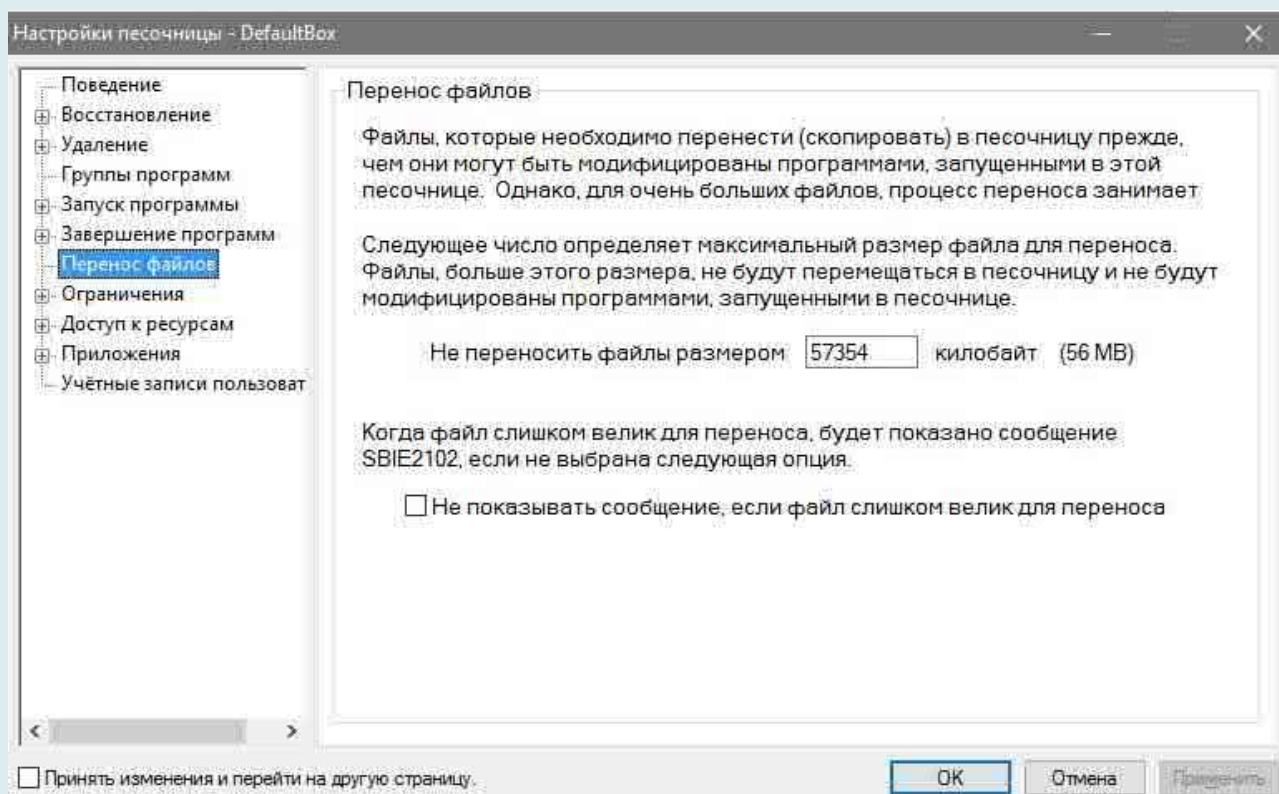 Настройки песочницы - DefaultBox
Поведение
Восстановление
Удаление
Группы программ
Запуск программы
Завершение программ
Перенос файлов
Ограничения
Доступ к ресурсам
Приложения
Учётные записи пользоват
Перенос файлов
Файлы, которые необходимо перенести (скопировать) в песочницу прежде,
чем они могут быть модифицированы программами, запущенными в этой
песочнице. Однако, для очень больших файлов, процесс переноса занимает
Следующее число определяет максимальный размер файла для переноса.
Файлы, больше этого размера, не будут перемещаться в песочницу и не будут
модифицированы программами, запущенными в песочнице.
Не переносить файлы размером 57354 килобайт (56 MB)
Когда файл слишком велик для переноса, будет показано сообщение
SBIE2102, если не выбрана следующая опция.
Не показывать сообщение, если файл слишком велик для переноса
Принять изменения и перейти на другую страницу.
OK Отмена Применить